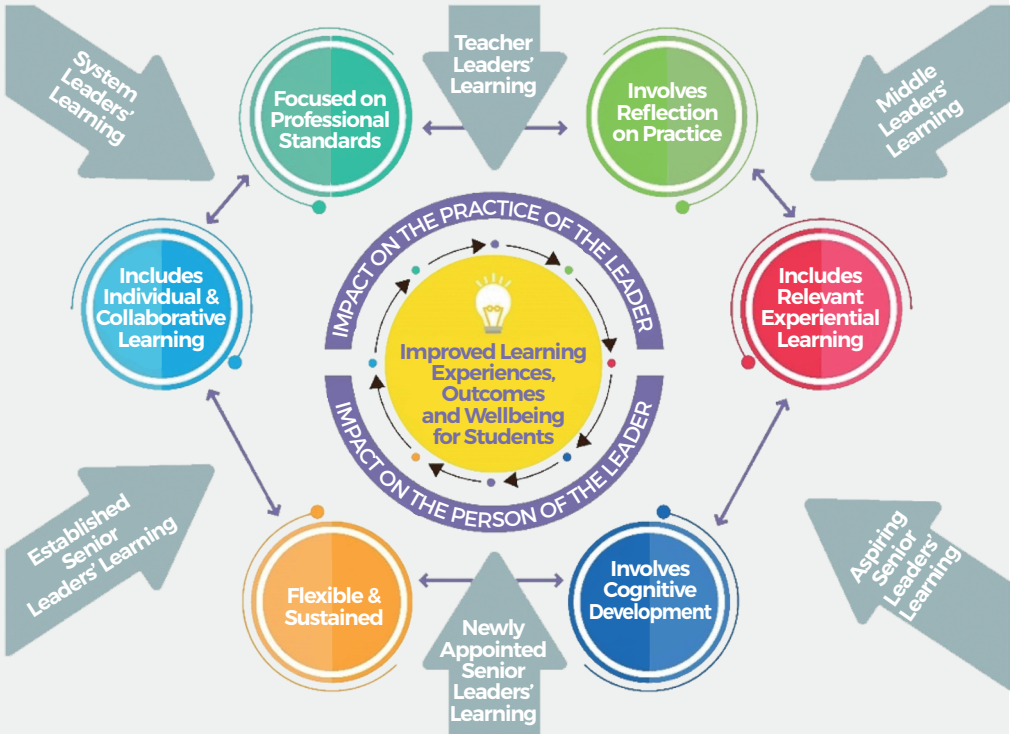 System
Leaders'
Learning
Focused on
Professional
Standards
Teacher
Leaders'
Learning
Involves
Reflection
on Practice
Middle
Leaders'
Learning
Includes
Individual &
Collaborative
Learning
IMPACT ON THE PRACTICE OF THE LEADER
Improved Learning
Experiences,
Outcomes
and Wellbeing
for Students
IMPACT ON THE PERSON OF THE LEADER
Includes
Relevant
Experiential
Learning
Established
Senior
Leaders' Learning
Flexible &
Sustained
Newly
Appointed
Senior
Leaders'
Learning
Involves
Cognitive
Development
Aspiring
Senior
Leaders'
Learning